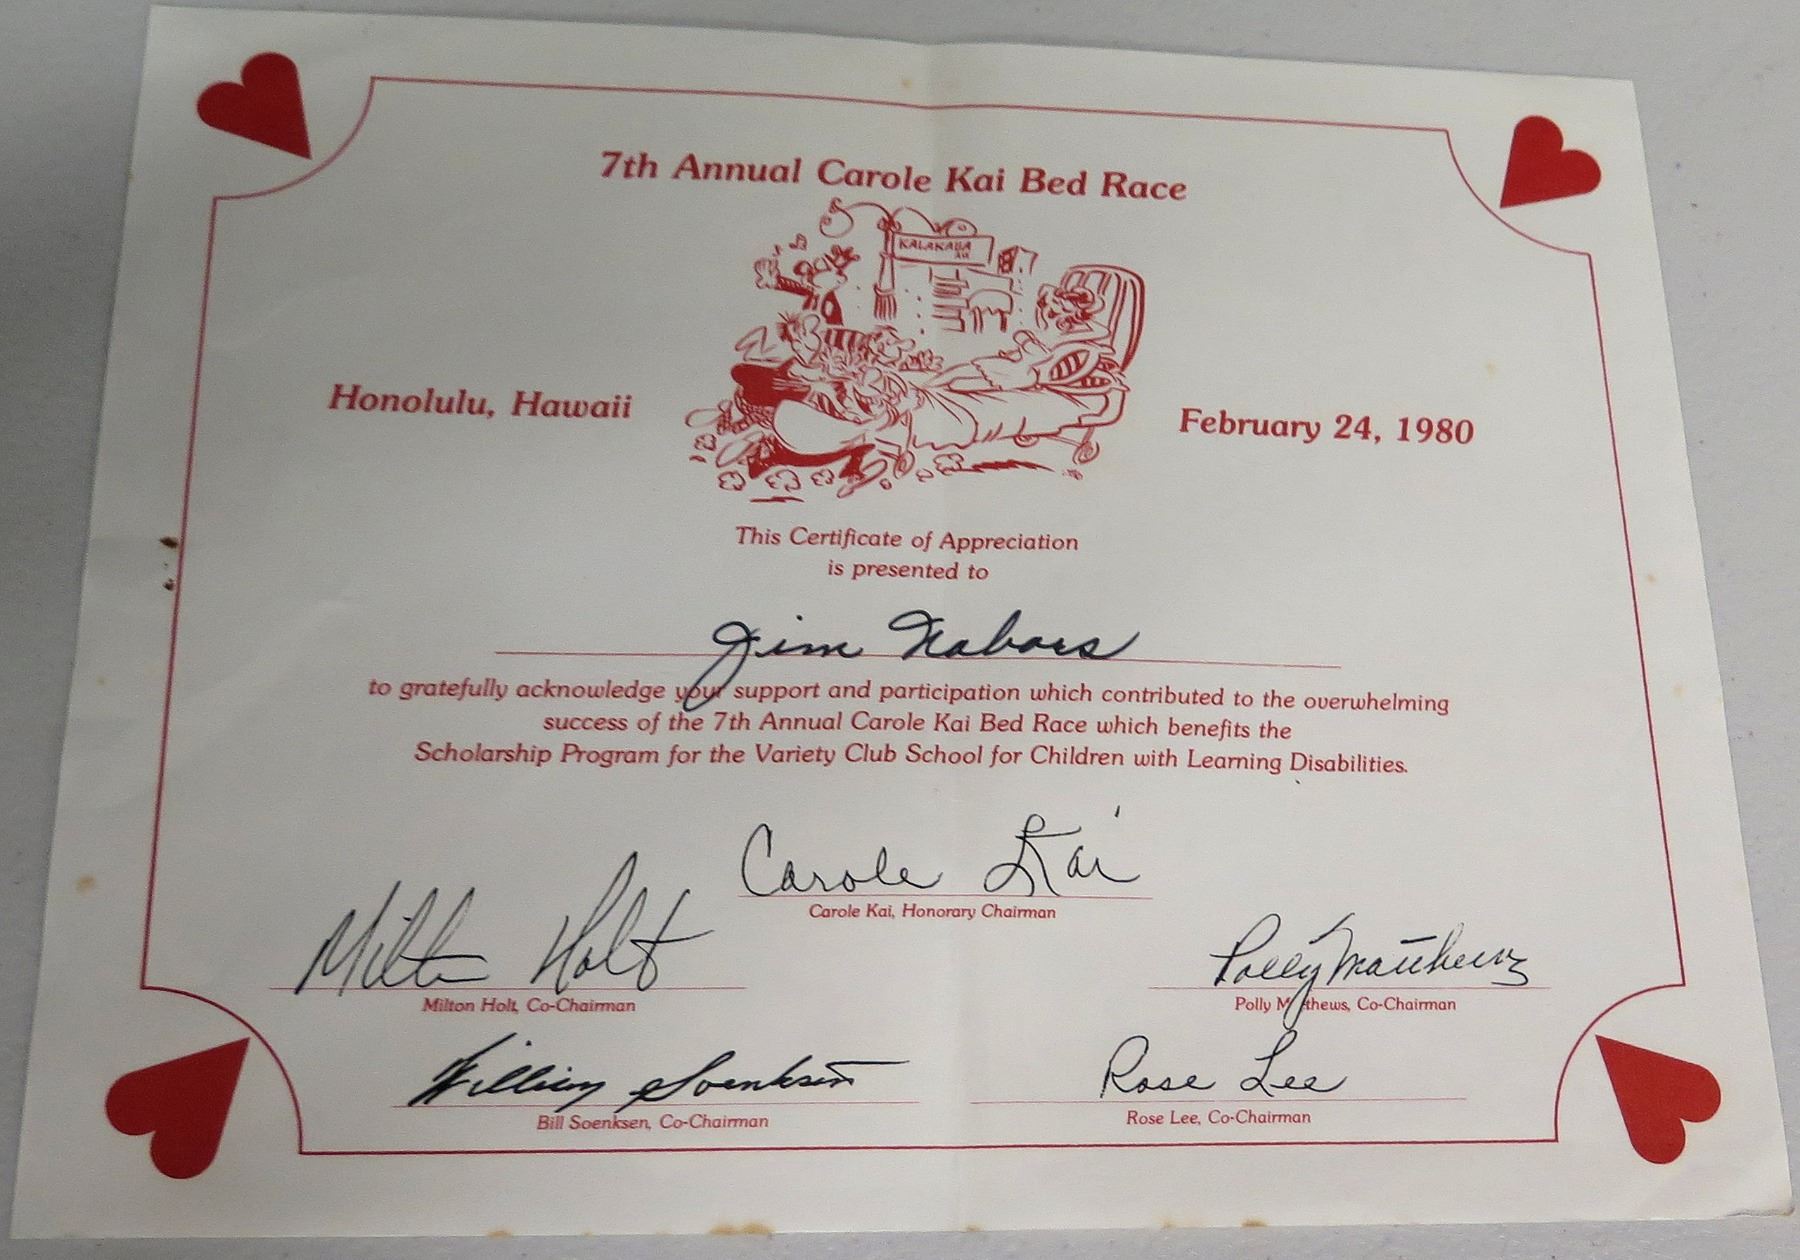 7th Annual Carole Kai Bed Race
KALAKAUA
AVE
Honolulu, Hawaii
February 24, 1980
This Certificate of Appreciation
is presented to
Jim Nabors
to gratefully acknowledge your support and participation which contributed to the overwhelming
success of the 7th Annual Carole Kai Bed Race which benefits the
Scholarship Program for the Variety Club School for Children with Learning Disabilities.
Carole Kai
Carole Kai, Honorary Chairman
Milton Holt
Milton Holt, Co-Chairman
Polly Matthews
Polly Matthews, Co-Chairman
William Soenksen
Bill Soenksen, Co-Chairman
Rose Lee
Rose Lee, Co-Chairman